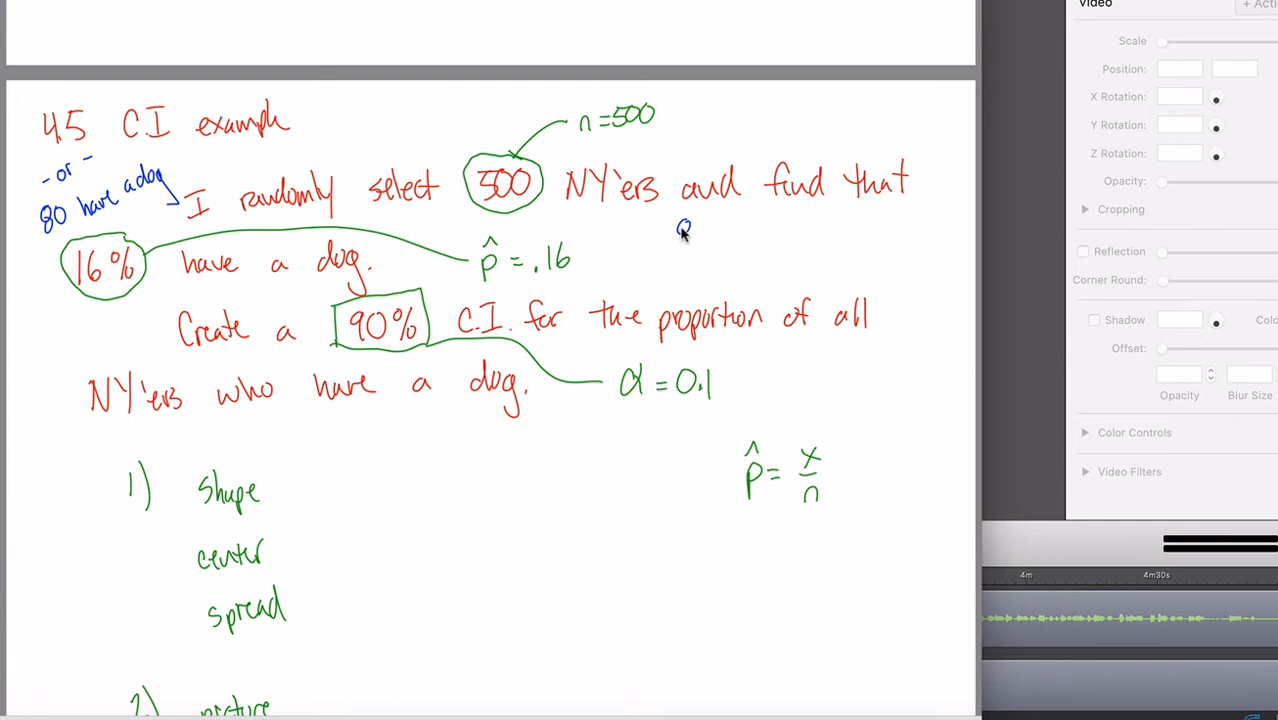 4.5 C.I example
n=500
- or -
80 have a dog
I randomly select 500 NY'ers and find that
16% have a dog.
p̂ = .16
Create a 90% C.I. for the proportion of all
NY'ers who have a dog.
α = 0.1
p̂ = x/n
1) shape
center
spread
2) picture
Video
+ Actio
Scale
Position:
X Rotation:
Y Rotation:
Z Rotation:
Opacity:
Cropping
Reflection
Corner Round:
Shadow
Colo
Offset:
Opacity
Blur Size
Color Controls
Video Filters
4m
4m30s